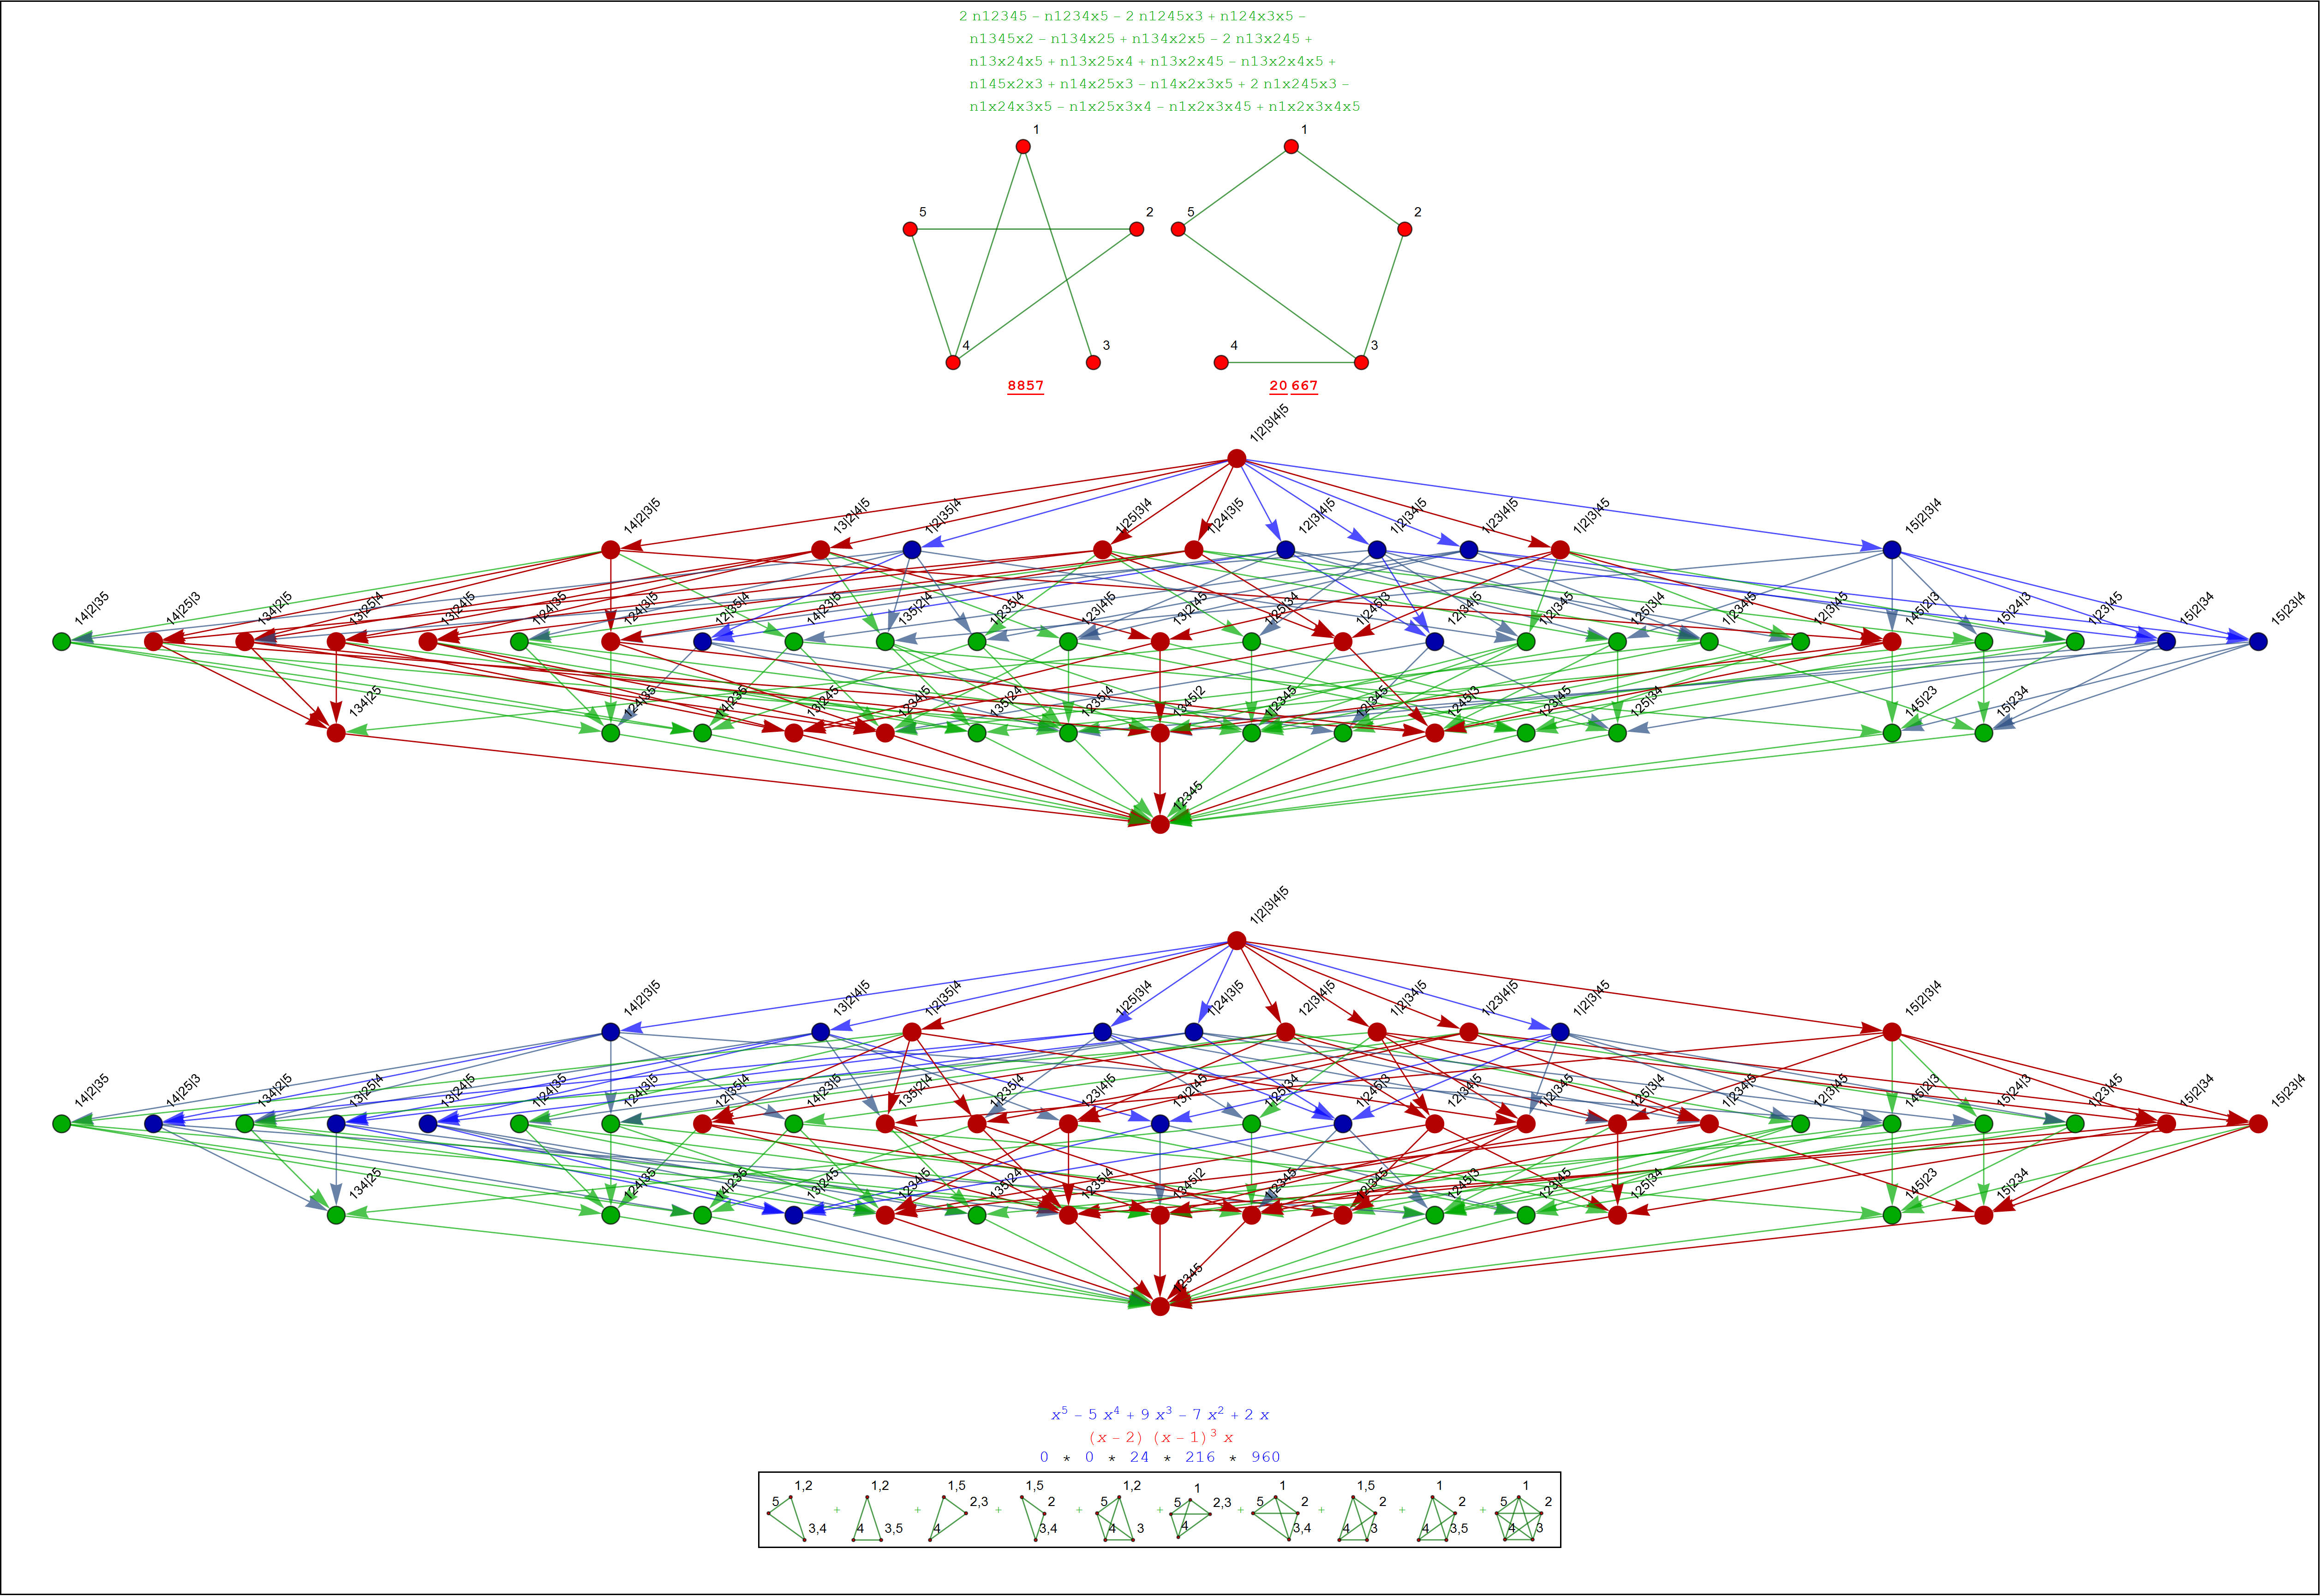 2 n12345 − n1234x5 − 2 n1245x3 + n124x3x5 −
n1345x2 − n134x25 + n134x2x5 − 2 n13x245 +
n13x24x5 + n13x25x4 + n13x2x45 − n13x2x4x5 +
n145x2x3 + n14x25x3 − n14x2x3x5 + 2 n1x245x3 −
n1x24x3x5 − n1x25x3x4 − n1x2x3x45 + n1x2x3x4x5
1 1
5 2 5 2
4 3 4 3
8857 20 667
1|2|3|4|5
14|2|3|5 13|2|4|5 1|2|35|4 1|25|3|4 1|24|3|5 12|3|4|5 1|2|34|5 1|23|4|5 1|2|3|45 15|2|3|4
14|2|35 14|25|3 134|2|5 13|25|4 13|24|5 1|24|35 124|3|5 12|35|4 14|23|5 135|2|4 1|235|4 123|4|5 13|2|45 1|25|34 1|245|3 12|34|5 1|2|345 125|3|4 1|234|5 12|3|45 145|2|3 15|24|3 1|23|45 15|2|34 15|23|4
134|25 124|35 14|235 13|245 1234|5 135|24 1235|4 1345|2 1|2345 12|345 1245|3 123|45 125|34 145|23 15|234
12345
1|2|3|4|5
14|2|3|5 13|2|4|5 1|2|35|4 1|25|3|4 1|24|3|5 12|3|4|5 1|2|34|5 1|23|4|5 1|2|3|45 15|2|3|4
14|2|35 14|25|3 134|2|5 13|25|4 13|24|5 1|24|35 124|3|5 12|35|4 14|23|5 135|2|4 1|235|4 123|4|5 13|2|45 1|25|34 1|245|3 12|34|5 1|2|345 125|3|4 1|234|5 12|3|45 145|2|3 15|24|3 1|23|45 15|2|34 15|23|4
134|25 124|35 14|235 13|245 1234|5 135|24 1235|4 1345|2 1|2345 12|345 1245|3 123|45 125|34 145|23 15|234
12345
x⁵ − 5 x⁴ + 9 x³ − 7 x² + 2 x
(x − 2) (x − 1)³ x
0 * 0 * 24 * 216 * 960
1,2 1,2 1,5 1,5 1,2 1 1 1,5 1 1
5 2,3 2 5 5 2,3 5 2 2 2 5 2
+ + + + + + + + +
3,4 4 3,5 4 3,4 4 3 4 3,4 4 3 4 3,5 4 3